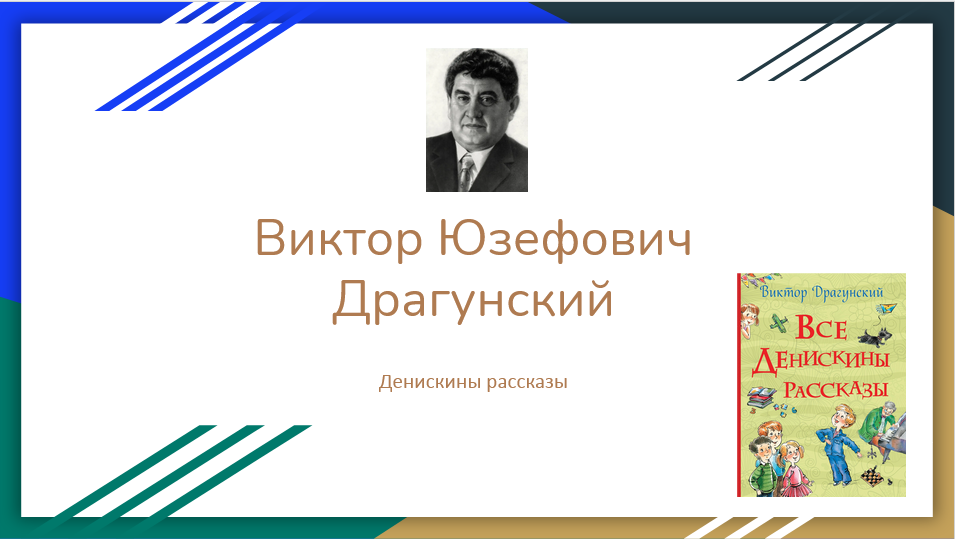 Виктор Юзефович
Драгунский
Денискины рассказы
Виктор Драгунский
Все
Денискины
рассказы